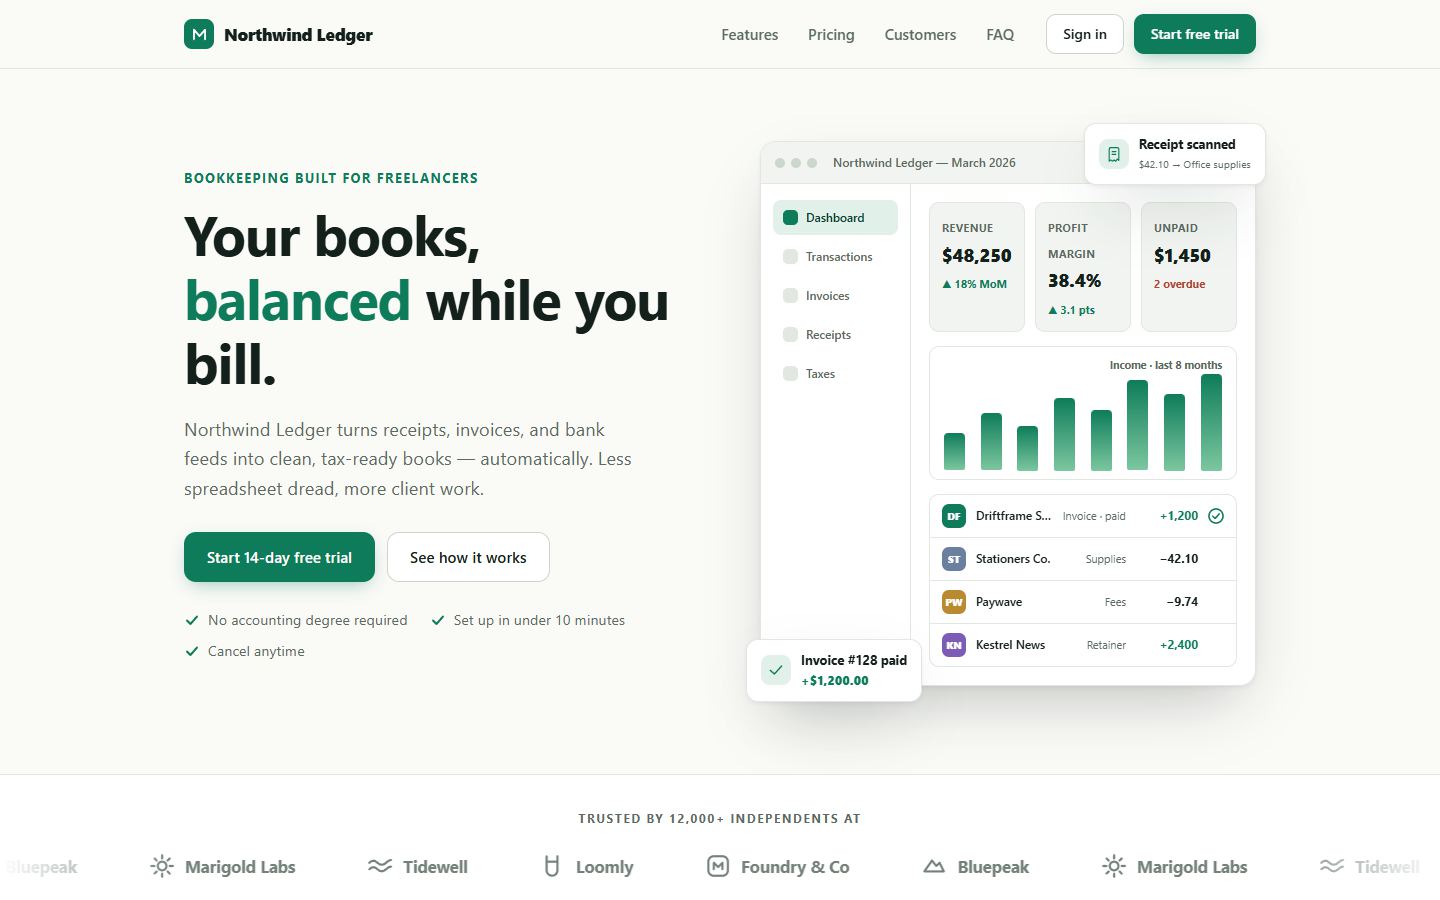 Northwind Ledger
Features
Pricing
Customers
FAQ
Sign in
Start free trial
BOOKKEEPING BUILT FOR FREELANCERS
Your books,
balanced while you
bill.
Northwind Ledger turns receipts, invoices, and bank
feeds into clean, tax-ready books — automatically. Less
spreadsheet dread, more client work.
Start 14-day free trial
See how it works
No accounting degree required
Set up in under 10 minutes
Cancel anytime
Northwind Ledger — March 2026
Receipt scanned
$42.10 → Office supplies
Dashboard
Transactions
Invoices
Receipts
Taxes
REVENUE
$48,250
▲ 18% MoM
PROFIT
MARGIN
38.4%
▲ 3.1 pts
UNPAID
$1,450
2 overdue
Income · last 8 months
DF Driftframe S... Invoice · paid +1,200
ST Stationers Co. Supplies −42.10
PW Paywave Fees −9.74
KN Kestrel News Retainer +2,400
Invoice #128 paid
+$1,200.00
TRUSTED BY 12,000+ INDEPENDENTS AT
Bluepeak Marigold Labs Tidewell Loomly Foundry & Co Bluepeak Marigold Labs Tidewell